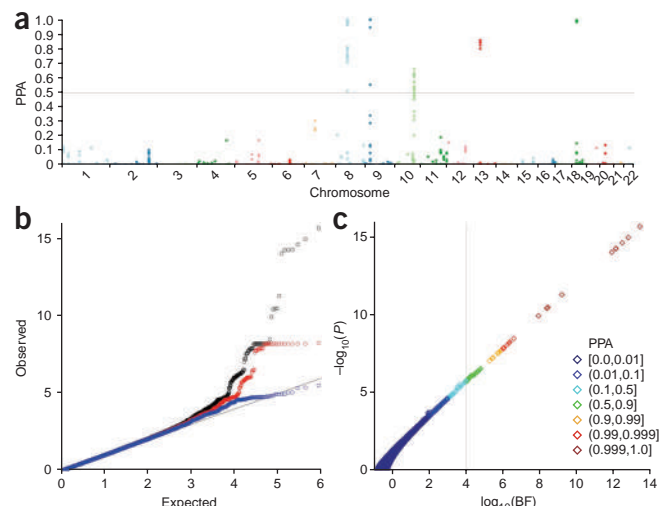 a
1.0
0.9
0.8
0.7
0.6
0.5
0.4
0.3
0.2
0.1
0
PPA
1 2 3 4 5 6 7 8 9 10 11 12 13 14 15 16 17 18 19 20 21 22
Chromosome
b
15
10
5
0
Observed
0 1 2 3 4 5 6
Expected
c
15
10
5
0
–log10(P)
PPA
[0.0,0.01]
(0.01,0.1]
(0.1,0.5]
(0.5,0.9]
(0.9,0.99]
(0.99,0.999]
(0.999,1.0]
0 2 4 6 8 10 12 14
log10(BF)